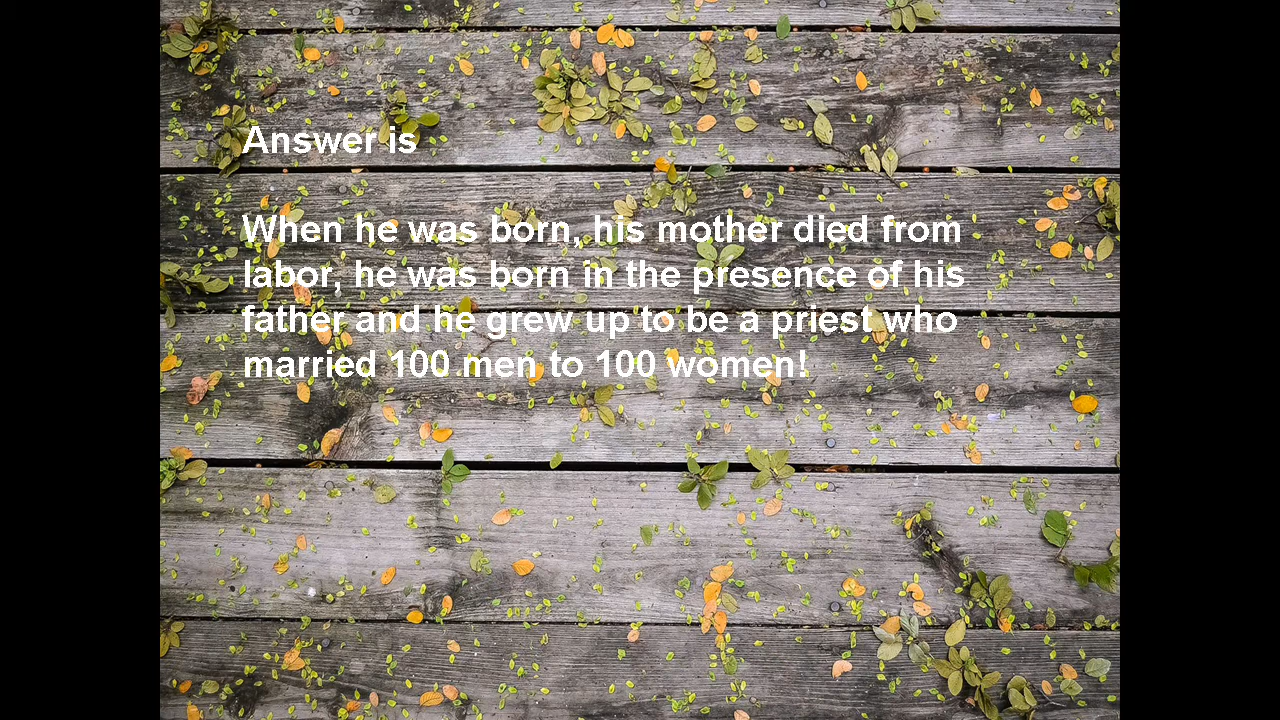 Answer is
When he was born, his mother died from
labor, he was born in the presence of his
father and he grew up to be a priest who
married 100 men to 100 women!